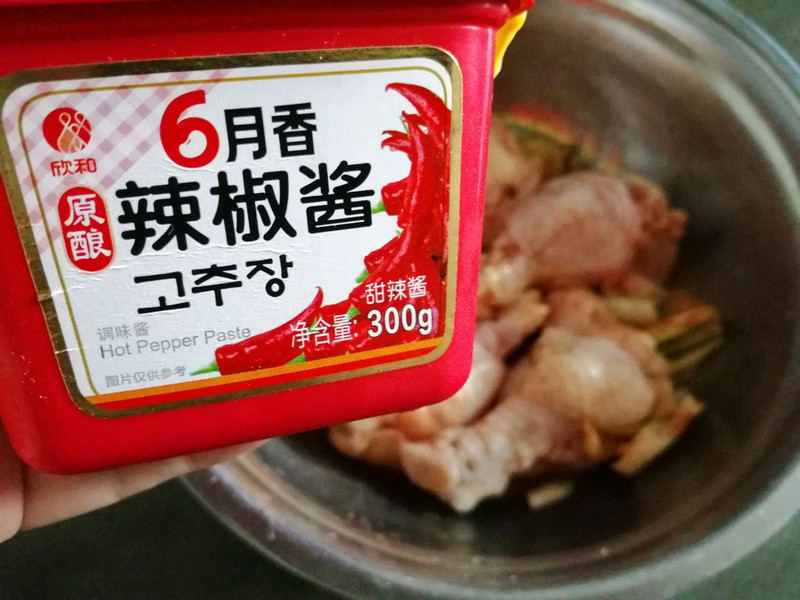 欣和
6月香
原酿
辣椒酱
고추장
甜辣酱
净含量: 300g
调味酱
Hot Pepper Paste
图片仅供参考